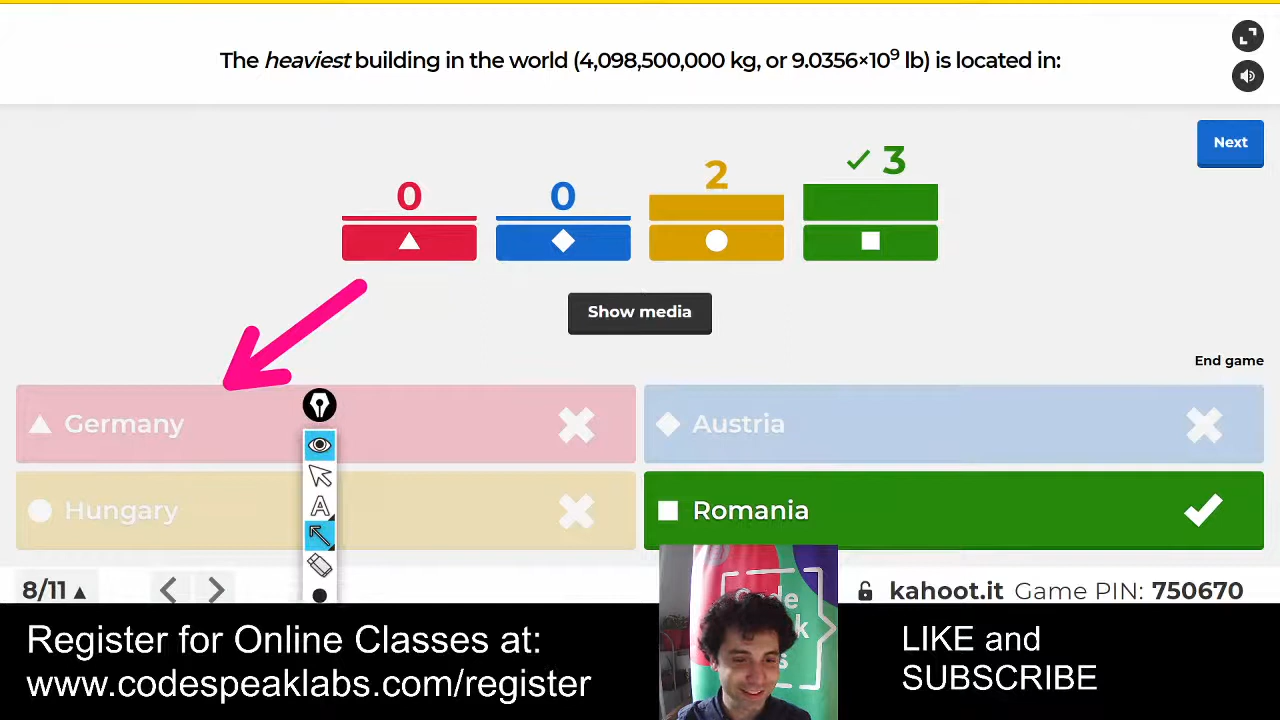 The heaviest building in the world (4,098,500,000 kg, or 9.0356×10⁹ lb) is located in:
Next
0
0
2
3
Show media
End game
Germany
Austria
Hungary
Romania
8/11
kahoot.it Game PIN: 750670
A
Register for Online Classes at:
www.codespeaklabs.com/register
LIKE and
SUBSCRIBE